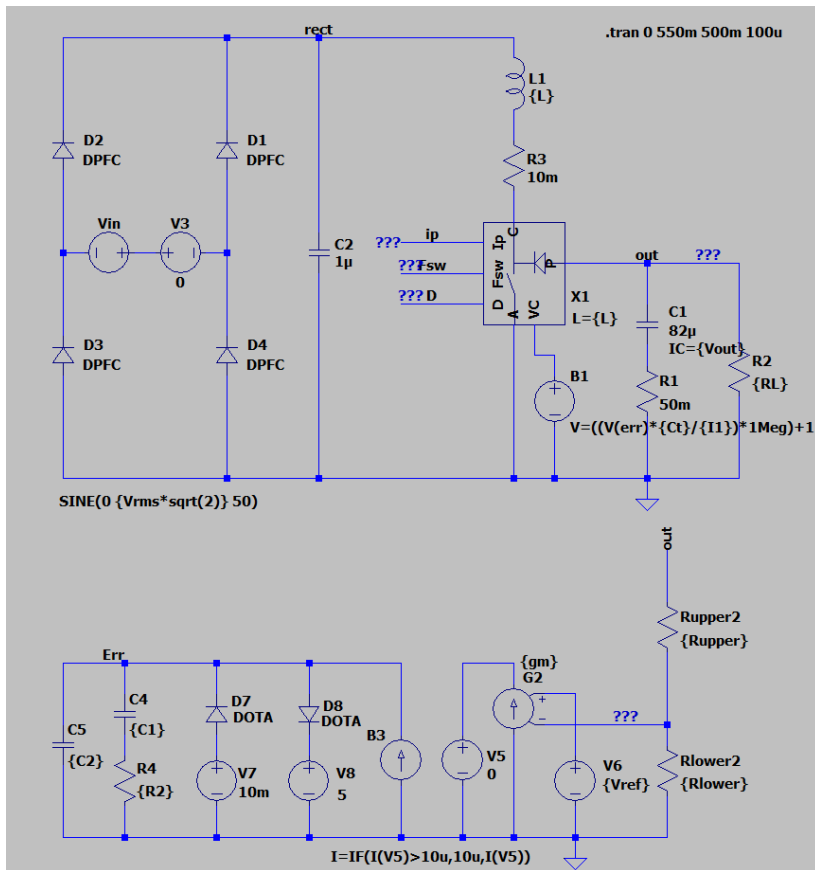 rect
.tran 0 550m 500m 100u
L1
{L}
D2
DPFC
D1
DPFC
R3
10m
Vin
V3
0
C2
1µ
??? ip
??? Fsw
??? D
Ip
C
Fsw
D
A
VC
P
X1
L={L}
out
???
C1
82µ
IC={Vout}
R2
{RL}
R1
50m
D3
DPFC
D4
DPFC
B1
V=((V(err)*{Ct}/{I1})*1Meg)+1
SINE(0 {Vrms*sqrt(2)} 50)
out
Rupper2
{Rupper}
Err
{gm}
G2
???
C4
{C1}
D7
DOTA
D8
DOTA
B3
C5
{C2}
R4
{R2}
V7
10m
V8
5
V5
0
V6
{Vref}
Rlower2
{Rlower}
I=IF(I(V5)>10u,10u,I(V5))